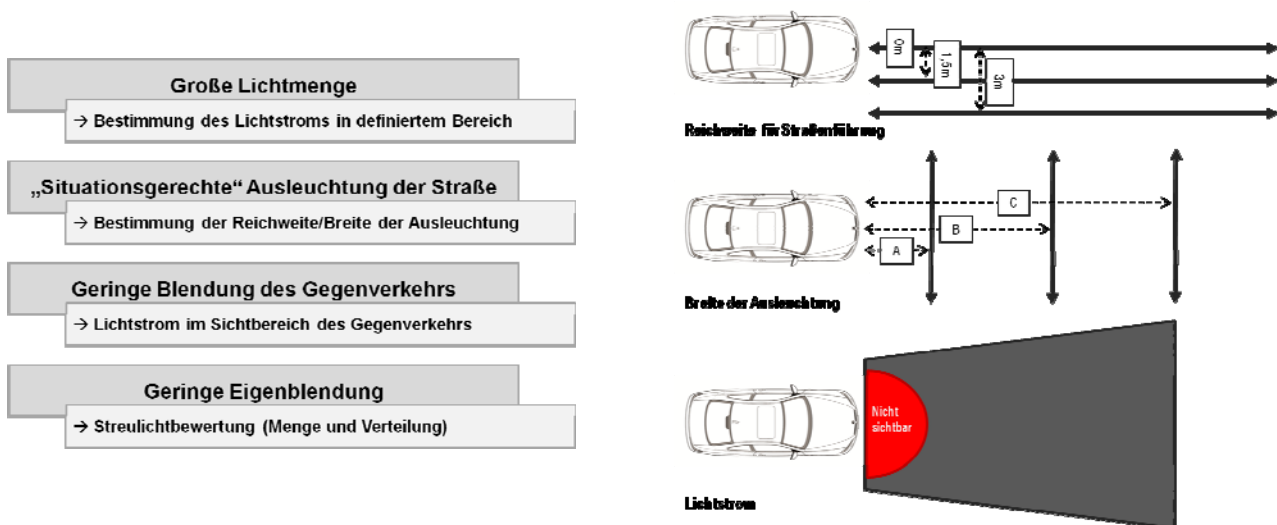 Große Lichtmenge
→ Bestimmung des Lichtstroms in definiertem Bereich
„Situationsgerechte“ Ausleuchtung der Straße
→ Bestimmung der Reichweite/Breite der Ausleuchtung
Geringe Blendung des Gegenverkehrs
→ Lichtstrom im Sichtbereich des Gegenverkehrs
Geringe Eigenblendung
→ Streulichtbewertung (Menge und Verteilung)
0m
1,5m
3m
Reichweite für Straßenführung
C
B
A
Breite der Ausleuchtung
Nicht
sichtbar
Lichtstrom